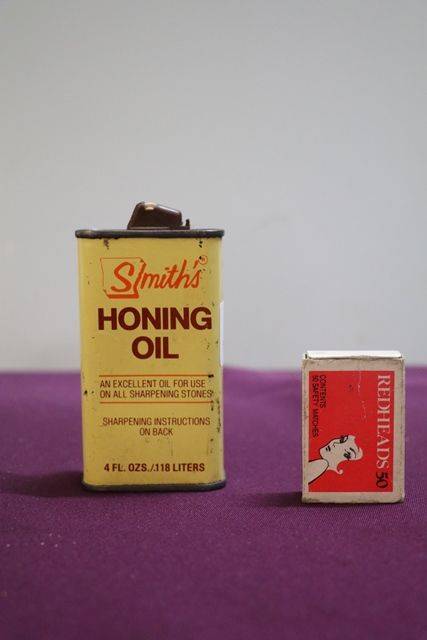 Smith's
HONING
OIL
AN EXCELLENT OIL FOR USE
ON ALL SHARPENING STONES
SHARPENING INSTRUCTIONS
ON BACK
4 FL. OZS./.118 LITERS
REDHEADS 50
CONTENTS
50 SAFETY MATCHES